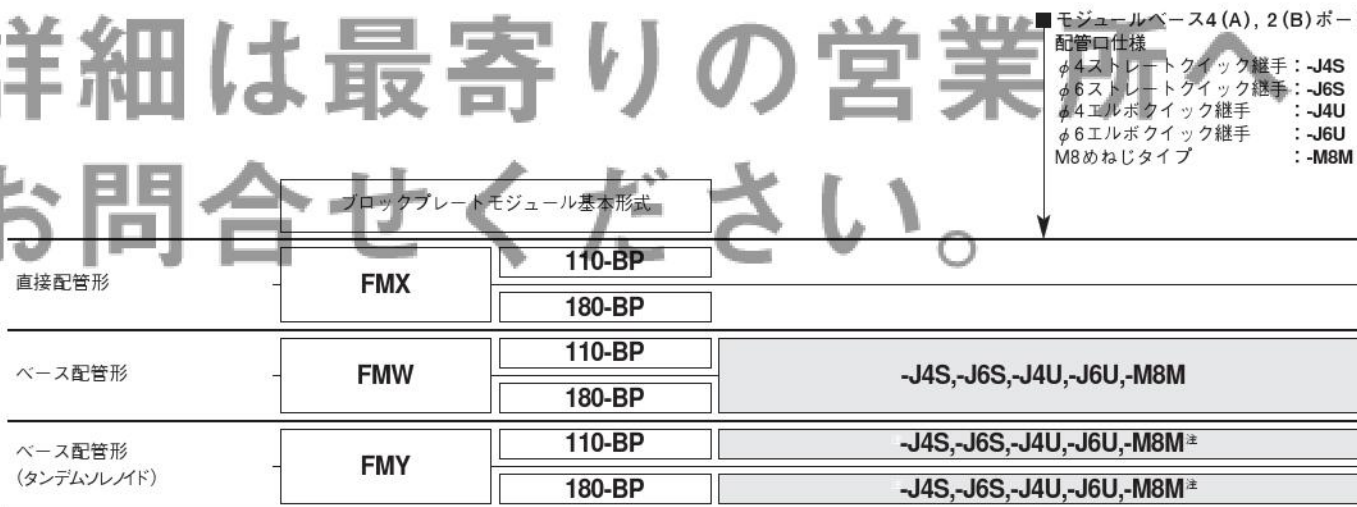 詳細は最寄りの営業所へ
お問合せください。
■モジュールベース4(A), 2(B)ポー
配管口仕様
φ4ストレートクイック継手：-J4S
φ6ストレートクイック継手：-J6S
φ4エルボクイック継手　　：-J4U
φ6エルボクイック継手　　：-J6U
M8めねじタイプ　　　　　：-M8M
ブロックプレートモジュール基本形式
直接配管形
FMX
110-BP
180-BP
ベース配管形
FMW
110-BP
180-BP
-J4S,-J6S,-J4U,-J6U,-M8M
ベース配管形
(タンデムソレノイド)
FMY
110-BP
-J4S,-J6S,-J4U,-J6U,-M8M注
180-BP
-J4S,-J6S,-J4U,-J6U,-M8M注